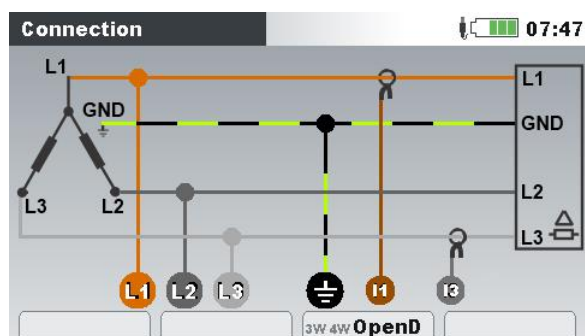 Connection 07:47
L1 L1
GND GND
L3 L2 L2
L3
L1 L2 L3 I1 I3
3W 4W OpenD